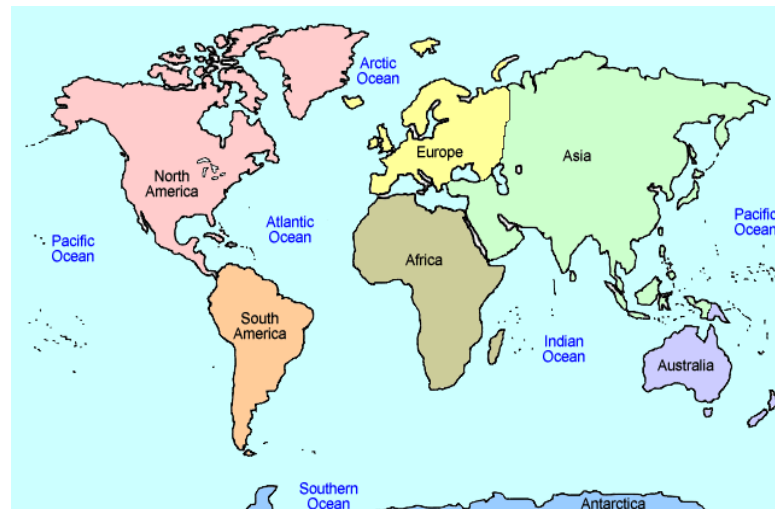 Arctic
Ocean
North
America
Europe
Asia
Atlantic
Ocean
Pacific
Ocean
Pacific
Ocean
Africa
South
America
Indian
Ocean
Australia
Southern
Ocean
Antarctica